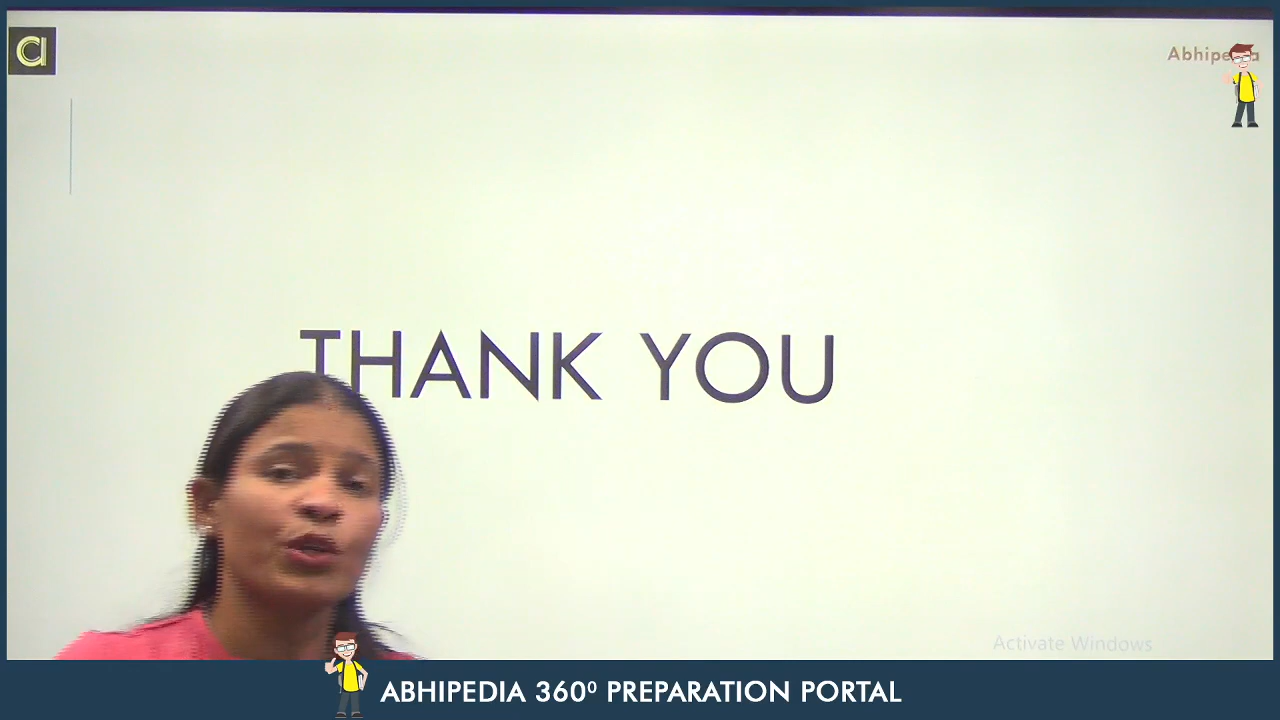 Abhipedia
THANK YOU
Activate Windows
ABHIPEDIA 360⁰ PREPARATION PORTAL